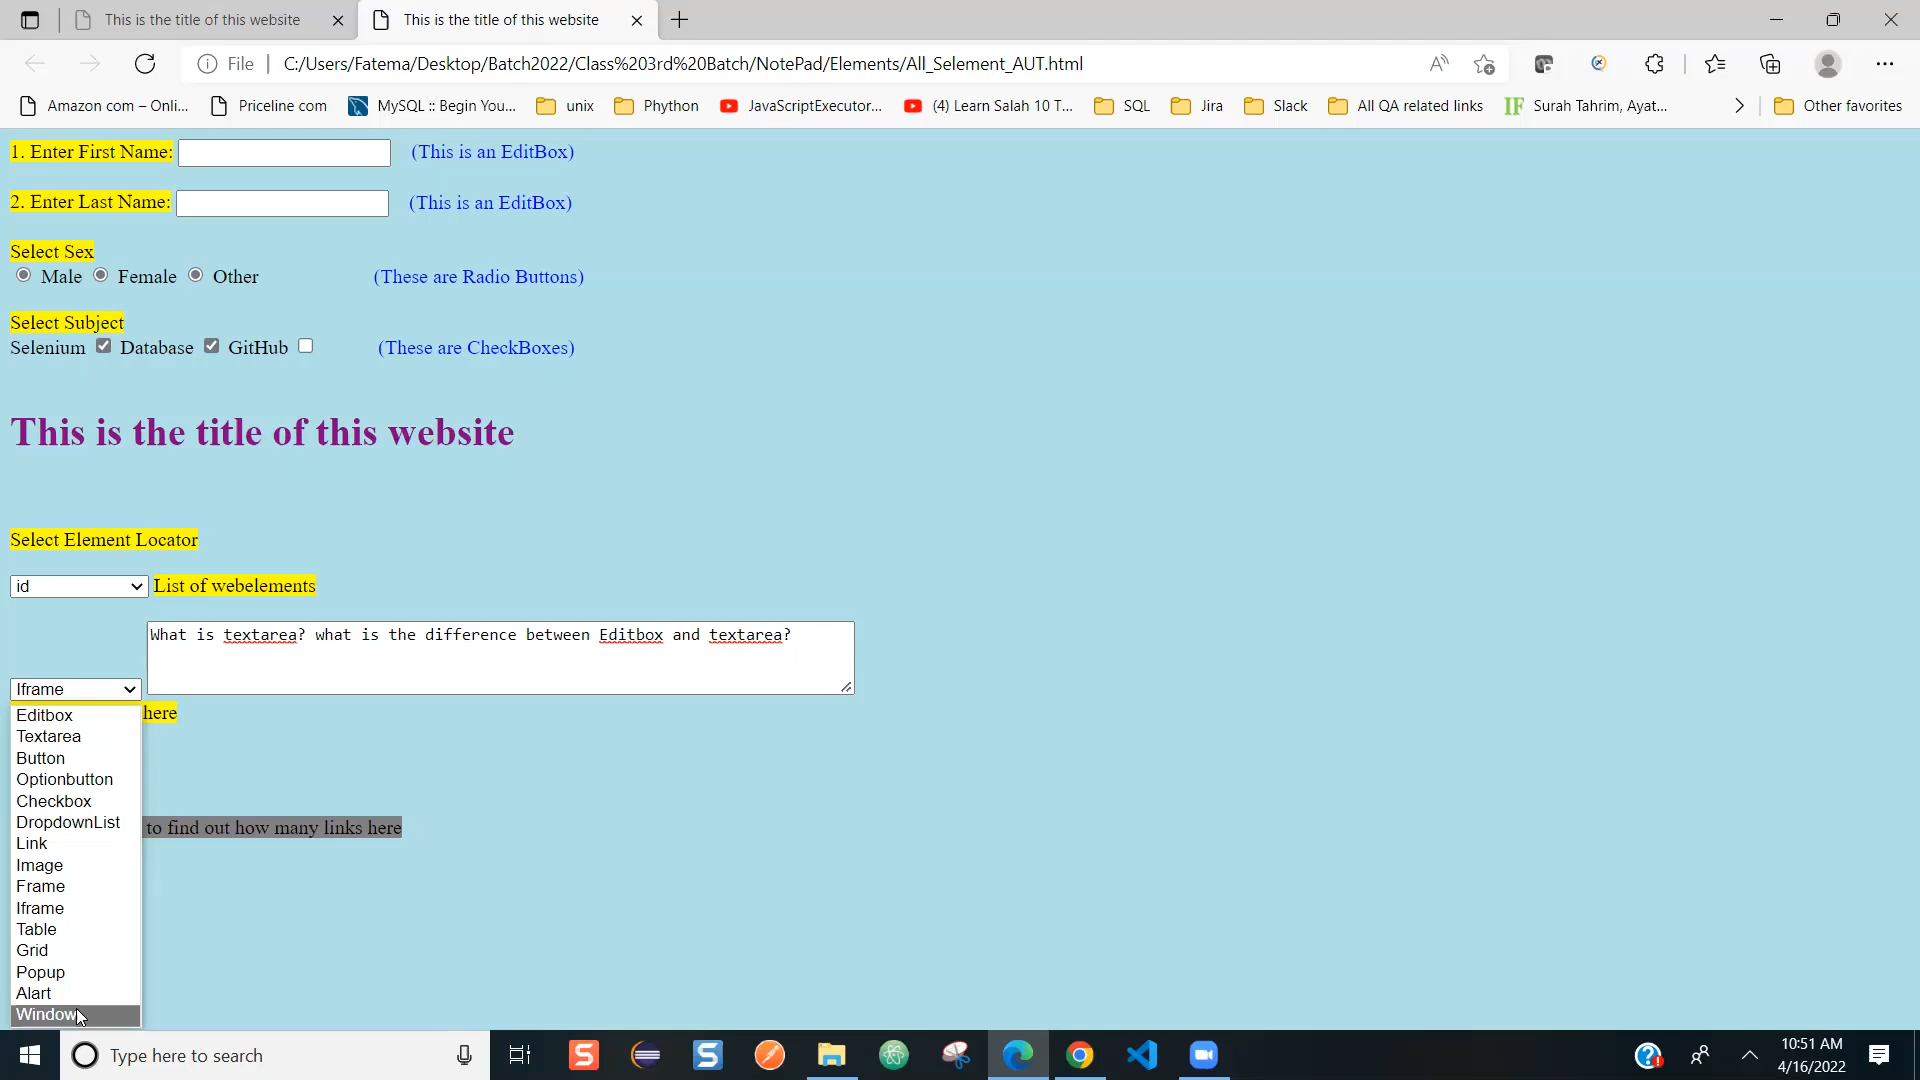 This is the title of this website
This is the title of this website
File
C:/Users/Fatema/Desktop/Batch2022/Class%203rd%20Batch/NotePad/Elements/All_Selement_AUT.html
Amazon com – Onli...
Priceline com
MySQL :: Begin You...
unix
Phython
JavaScriptExecutor...
(4) Learn Salah 10 T...
SQL
Jira
Slack
All QA related links
Surah Tahrim, Ayat...
Other favorites
1. Enter First Name: (This is an EditBox)
2. Enter Last Name: (This is an EditBox)
Select Sex
Male Female Other (These are Radio Buttons)
Select Subject
Selenium Database GitHub (These are CheckBoxes)
This is the title of this website
Select Element Locator
id List of webelements
What is textarea? what is the difference between Editbox and textarea?
Iframe
here
Editbox
Textarea
Button
Optionbutton
Checkbox
DropdownList
to find out how many links here
Link
Image
Frame
Iframe
Table
Grid
Popup
Alart
Window
Type here to search
10:51 AM
4/16/2022